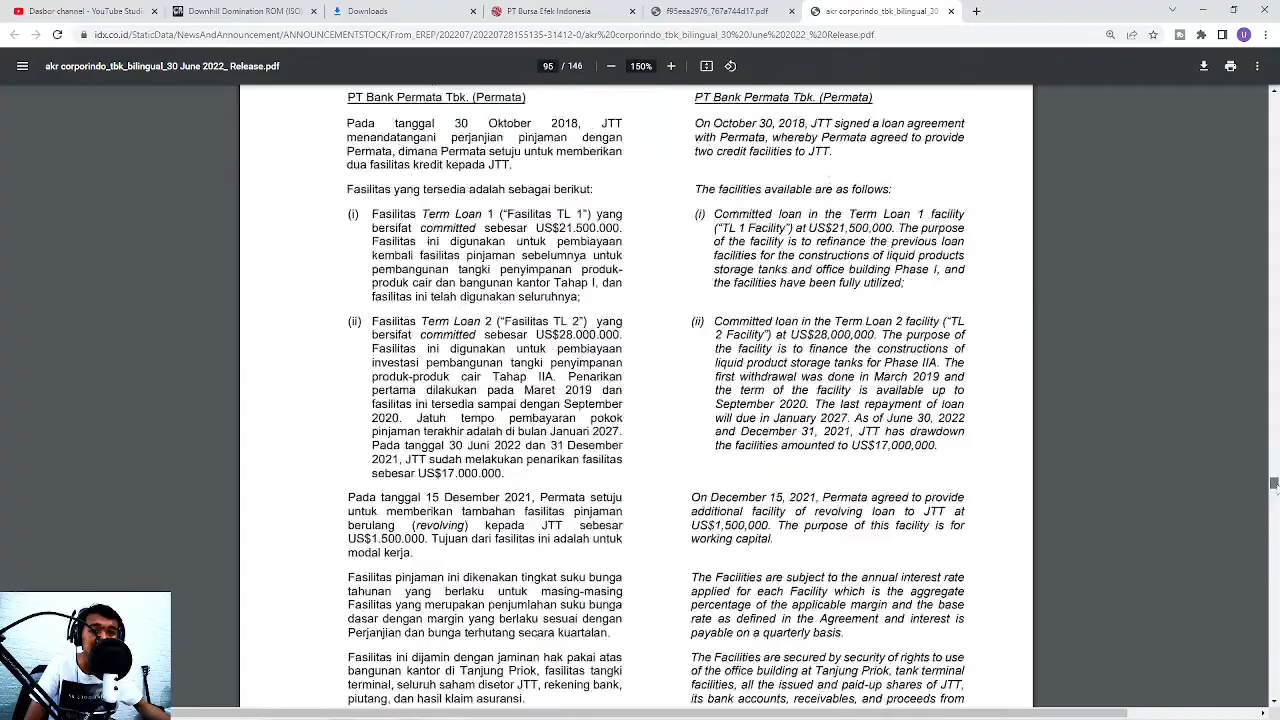 Dasbor channel - YouTube Studi
Downhill Domination ROM (ISO)
Downloads
PT Bursa Efek Indonesia
f95eaa2976_767a744d17.pdf
akr corporindo_tbk_bilingual_30
idx.co.id/StaticData/NewsAndAnnouncement/ANNOUNCEMENTSTOCK/From_EREP/202207/20220728155135-31412-0/akr%20corporindo_tbk_bilingual_30%20June%202022_%20Release.pdf
U
akr corporindo_tbk_bilingual_30 June 2022_ Release.pdf
95 / 146
150%
PT Bank Permata Tbk. (Permata)
Pada tanggal 30 Oktober 2018, JTT
menandatangani perjanjian pinjaman dengan
Permata, dimana Permata setuju untuk memberikan
dua fasilitas kredit kepada JTT.
Fasilitas yang tersedia adalah sebagai berikut:
(i) Fasilitas Term Loan 1 (“Fasilitas TL 1”) yang
bersifat committed sebesar US$21.500.000.
Fasilitas ini digunakan untuk pembiayaan
kembali fasilitas pinjaman sebelumnya untuk
pembangunan tangki penyimpanan produk-
produk cair dan bangunan kantor Tahap I, dan
fasilitas ini telah digunakan seluruhnya;
(ii) Fasilitas Term Loan 2 (“Fasilitas TL 2”) yang
bersifat committed sebesar US$28.000.000.
Fasilitas ini digunakan untuk pembiayaan
investasi pembangunan tangki penyimpanan
produk-produk cair Tahap IIA. Penarikan
pertama dilakukan pada Maret 2019 dan
fasilitas ini tersedia sampai dengan September
2020. Jatuh tempo pembayaran pokok
pinjaman terakhir adalah di bulan Januari 2027.
Pada tanggal 30 Juni 2022 dan 31 Desember
2021, JTT sudah melakukan penarikan fasilitas
sebesar US$17.000.000.
Pada tanggal 15 Desember 2021, Permata setuju
untuk memberikan tambahan fasilitas pinjaman
berulang (revolving) kepada JTT sebesar
US$1.500.000. Tujuan dari fasilitas ini adalah untuk
modal kerja.
Fasilitas pinjaman ini dikenakan tingkat suku bunga
tahunan yang berlaku untuk masing-masing
Fasilitas yang merupakan penjumlahan suku bunga
dasar dengan margin yang berlaku sesuai dengan
Perjanjian dan bunga terhutang secara kuartalan.
Fasilitas ini dijamin dengan jaminan hak pakai atas
bangunan kantor di Tanjung Priok, fasilitas tangki
terminal, seluruh saham disetor JTT, rekening bank,
piutang, dan hasil klaim asuransi.
PT Bank Permata Tbk. (Permata)
On October 30, 2018, JTT signed a loan agreement
with Permata, whereby Permata agreed to provide
two credit facilities to JTT.
The facilities available are as follows:
(i) Committed loan in the Term Loan 1 facility
(“TL 1 Facility”) at US$21,500,000. The purpose
of the facility is to refinance the previous loan
facilities for the constructions of liquid products
storage tanks and office building Phase I, and
the facilities have been fully utilized;
(ii) Committed loan in the Term Loan 2 facility (“TL
2 Facility”) at US$28,000,000. The purpose of
the facility is to finance the constructions of
liquid product storage tanks for Phase IIA. The
first withdrawal was done in March 2019 and
the term of the facility is available up to
September 2020. The last repayment of loan
will due in January 2027. As of June 30, 2022
and December 31, 2021, JTT has drawdown
the facilities amounted to US$17,000,000.
On December 15, 2021, Permata agreed to provide
additional facility of revolving loan to JTT at
US$1,500,000. The purpose of this facility is for
working capital.
The Facilities are subject to the annual interest rate
applied for each Facility which is the aggregate
percentage of the applicable margin and the base
rate as defined in the Agreement and interest is
payable on a quarterly basis.
The Facilities are secured by security of rights to use
of the office building at Tanjung Priok, tank terminal
facilities, all the issued and paid-up shares of JTT,
its bank accounts, receivables, and proceeds from